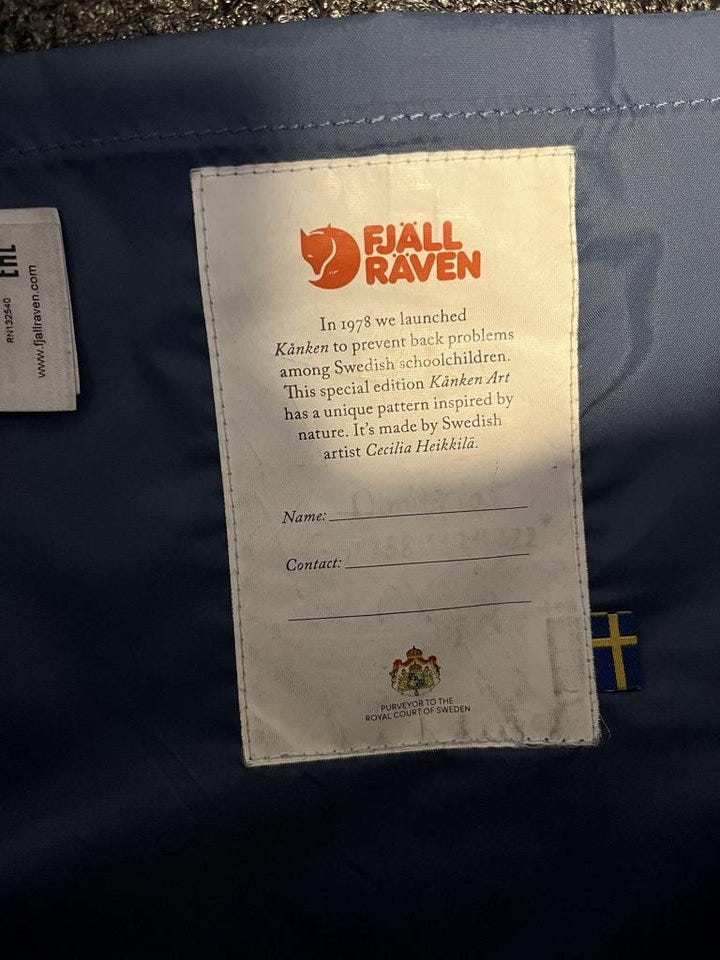 FJÄLL
RÄVEN
In 1978 we launched
Kånken to prevent back problems
among Swedish schoolchildren.
This special edition Kånken Art
has a unique pattern inspired by
nature. It's made by Swedish
artist Cecilia Heikkilä.
Name:
Contact:
PURVEYOR TO THE
ROYAL COURT OF SWEDEN
EAC
RN132540
www.fjallraven.com